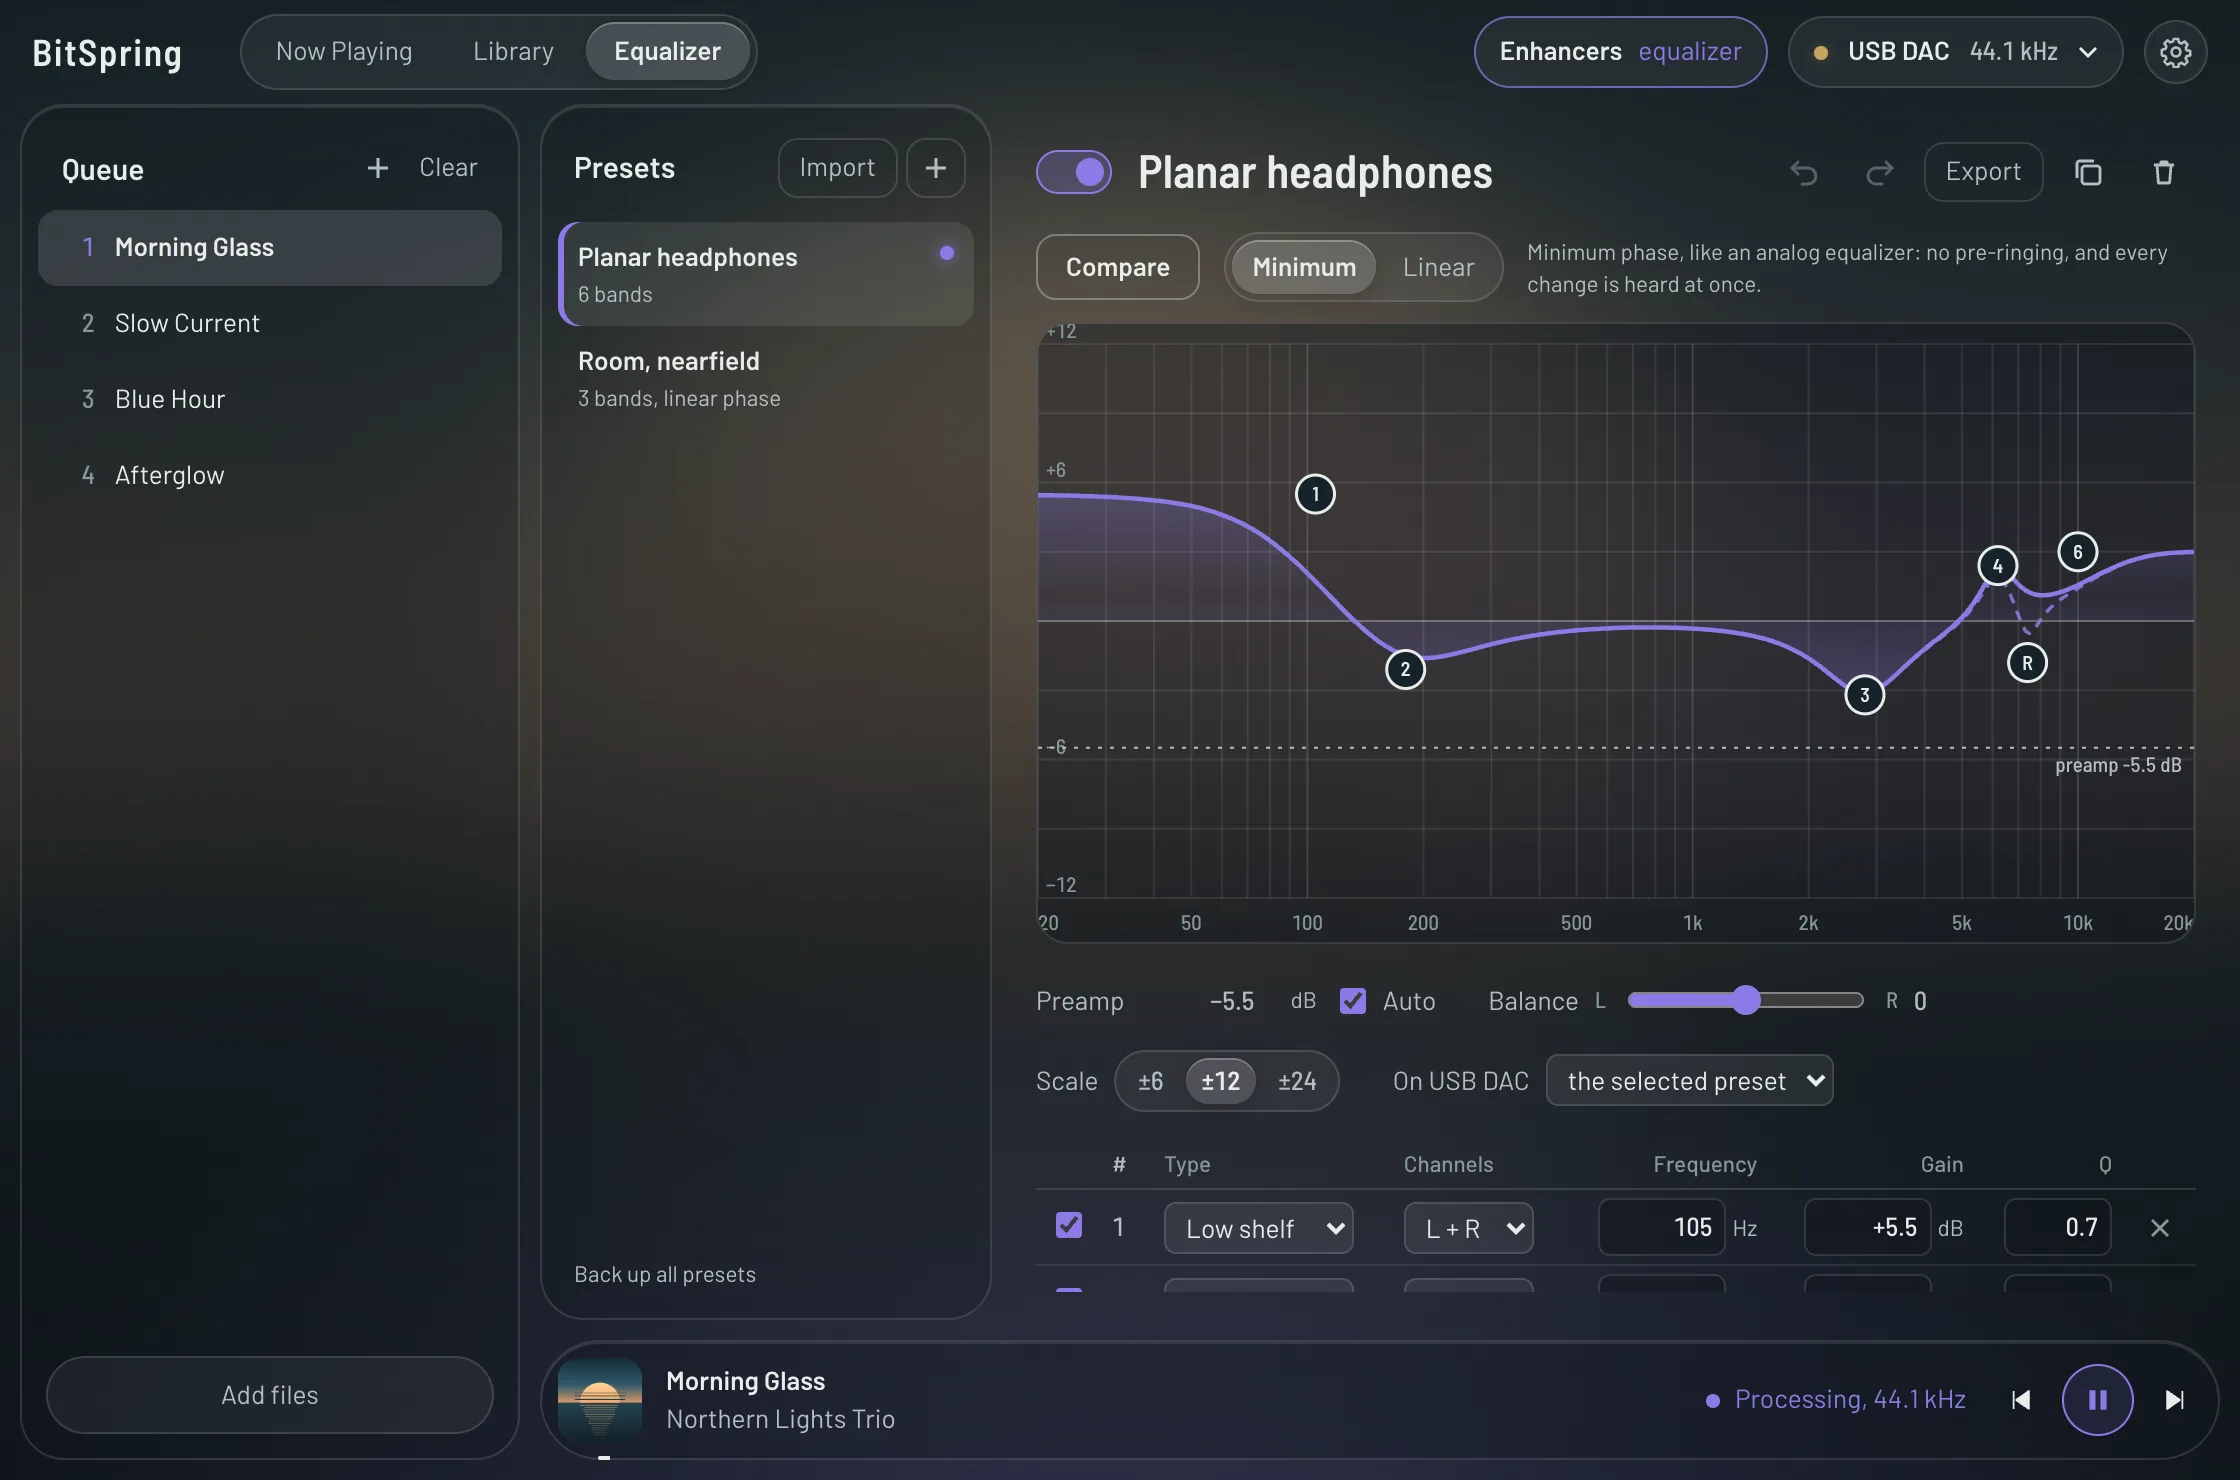 BitSpring
Now Playing Library Equalizer
Enhancers equalizer
USB DAC 44.1 kHz
Queue
+ Clear
1 Morning Glass
2 Slow Current
3 Blue Hour
4 Afterglow
Add files
Presets
Import +
Planar headphones
6 bands
Room, nearfield
3 bands, linear phase
Back up all presets
Planar headphones
Export
Compare
Minimum Linear
Minimum phase, like an analog equalizer: no pre-ringing, and every
change is heard at once.
+12
+6
1
6
4
2
R
3
−6
preamp -5.5 dB
−12
20 50 100 200 500 1k 2k 5k 10k 20k
Preamp −5.5 dB Auto Balance L R 0
Scale ±6 ±12 ±24 On USB DAC the selected preset
# Type Channels Frequency Gain Q
1 Low shelf L + R 105 Hz +5.5 dB 0.7
Morning Glass
Northern Lights Trio
Processing, 44.1 kHz